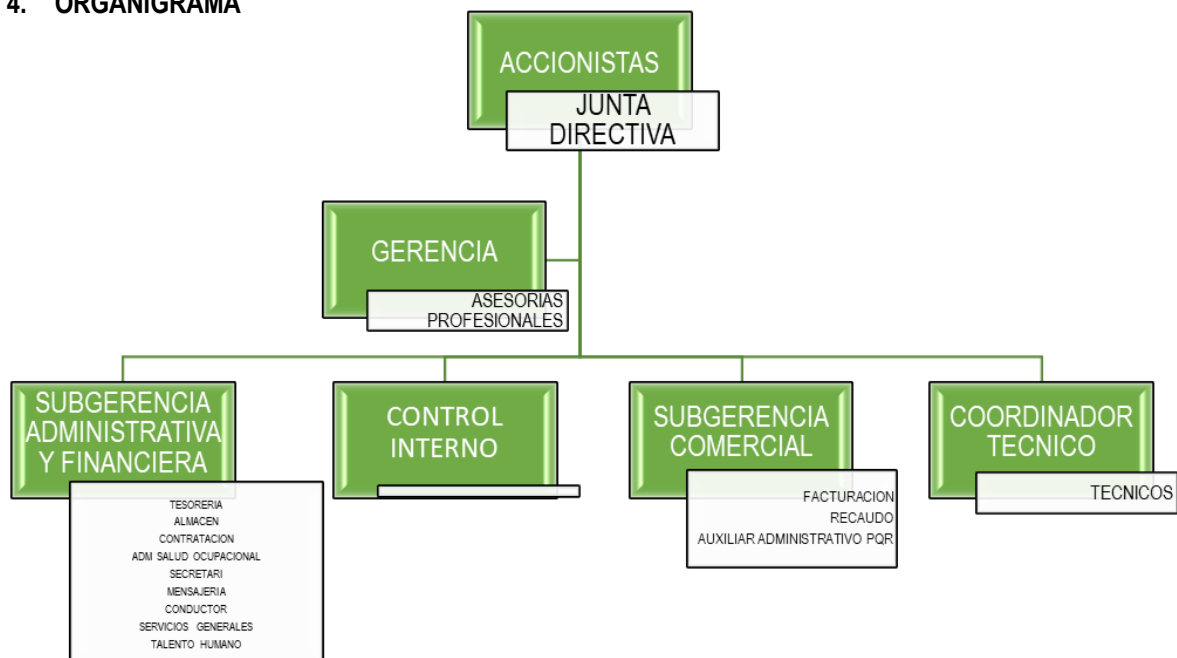 4. ORGANIGRAMA
ACCIONISTAS
JUNTA
DIRECTIVA
GERENCIA
ASESORIAS
PROFESIONALES
SUBGERENCIA
ADMINISTRATIVA
Y FINANCIERA
TESORERIA
ALMACEN
CONTRATACION
ADM SALUD OCUPACIONAL
SECRETARI
MENSAJERIA
CONDUCTOR
SERVICIOS GENERALES
TALENTO HUMANO
CONTROL
INTERNO
SUBGERENCIA
COMERCIAL
FACTURACION
RECAUDO
AUXILIAR ADMINISTRATIVO PQR
COORDINADOR
TECNICO
TECNICOS